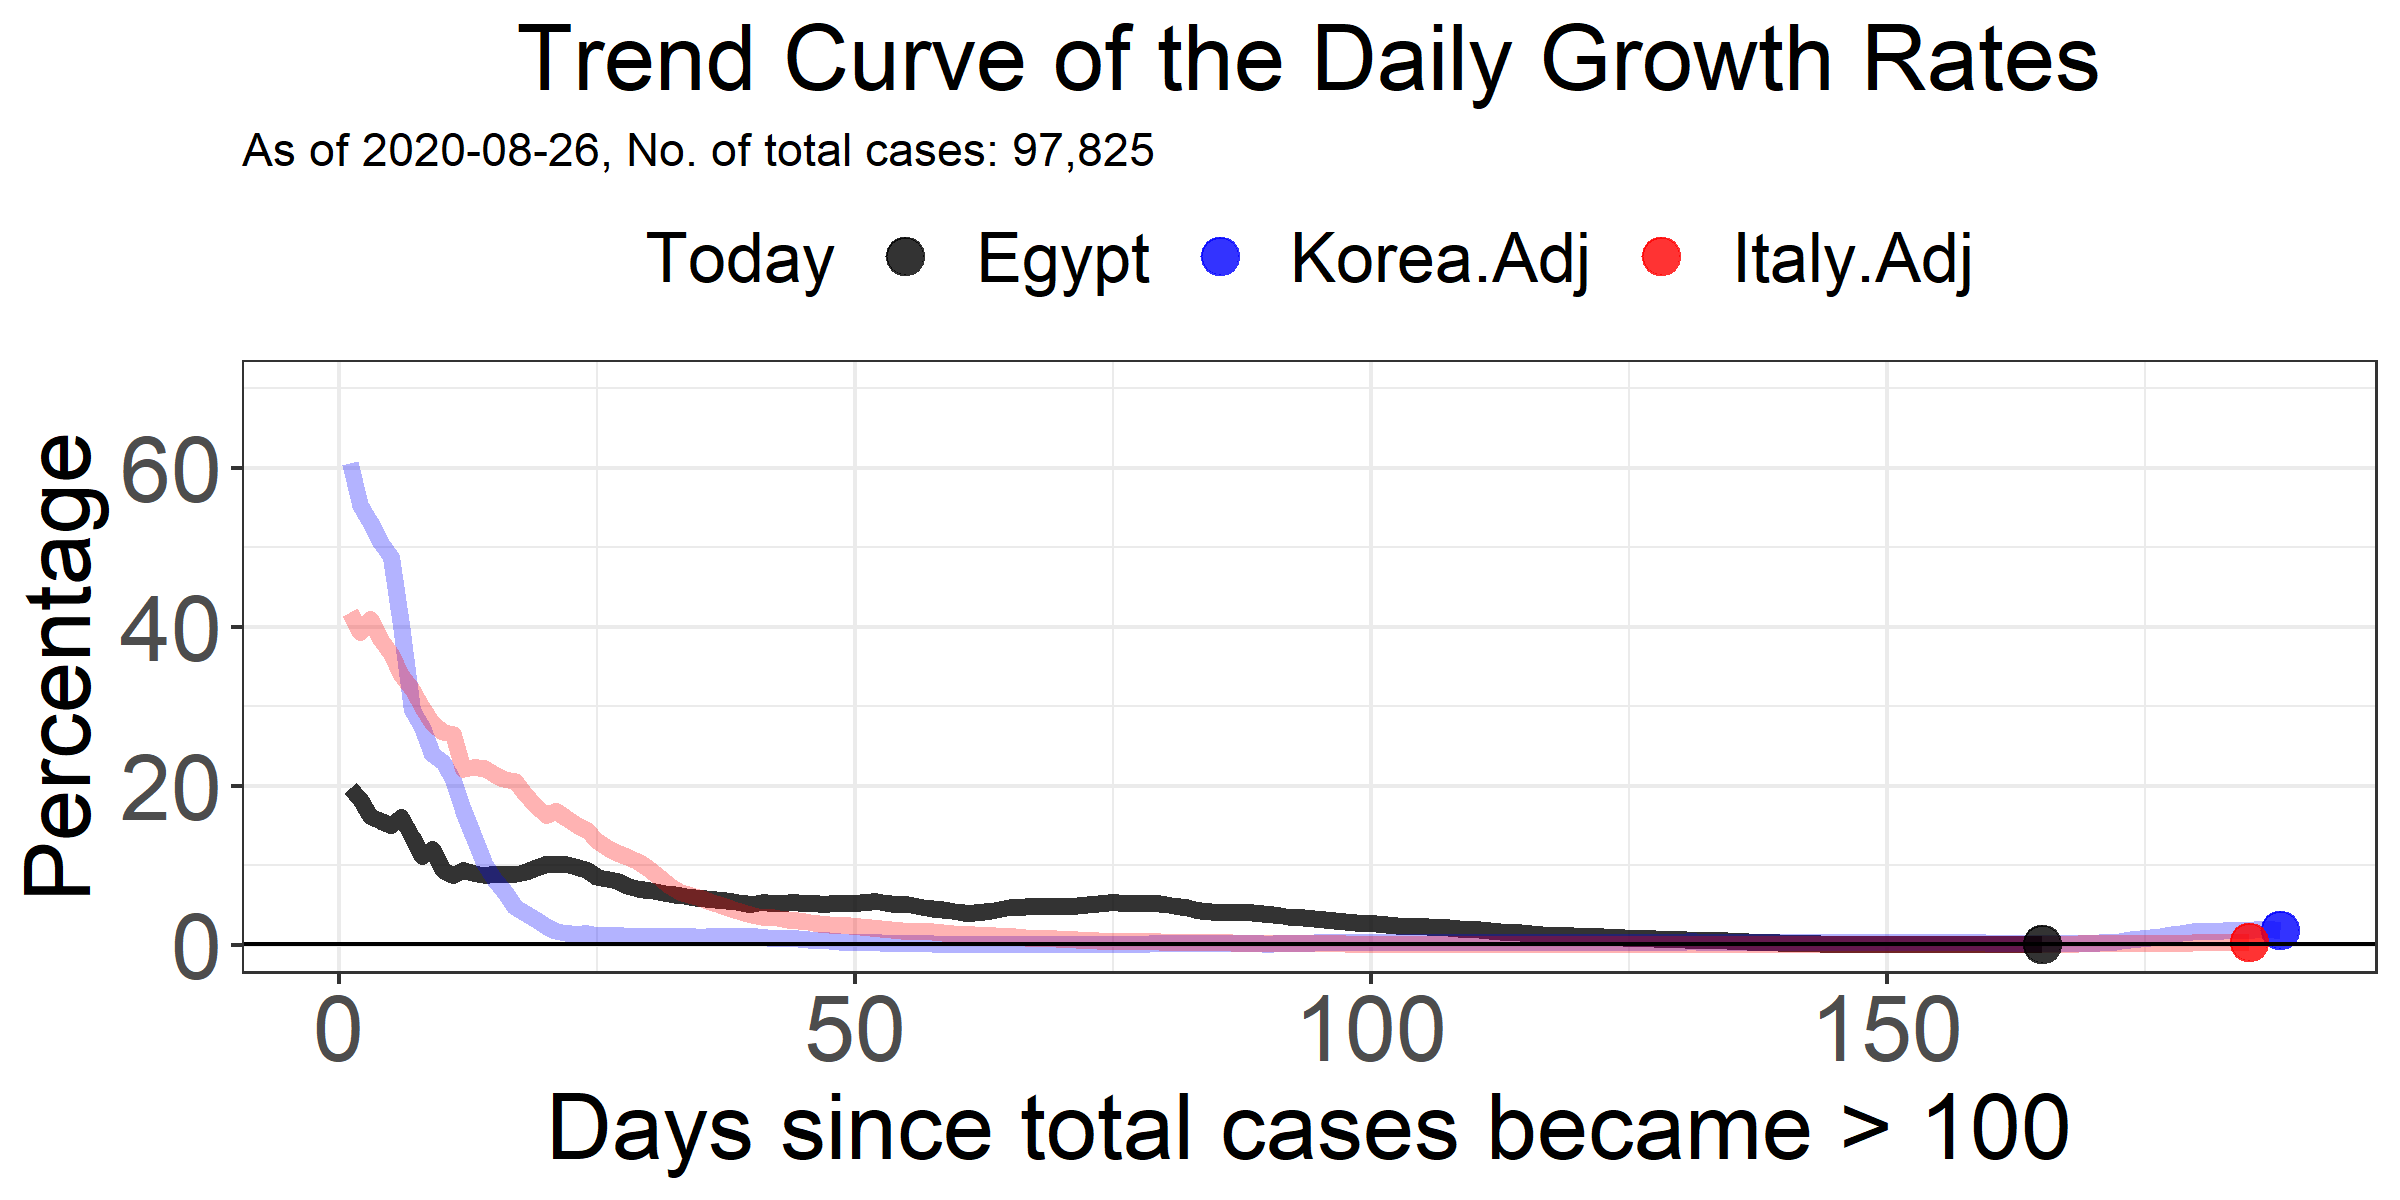 Trend Curve of the Daily Growth Rates
As of 2020-08-26, No. of total cases: 97,825
Today Egypt Korea.Adj Italy.Adj
Percentage
60
40
20
0
0 50 100 150
Days since total cases became > 100